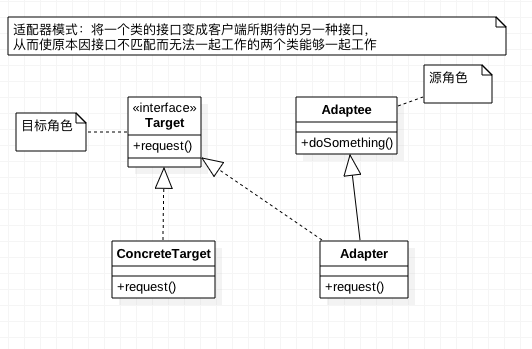 适配器模式：将一个类的接口变成客户端所期待的另一种接口，
从而使原本因接口不匹配而无法一起工作的两个类能够一起工作
源角色
目标角色
«interface»
Target
+request()
Adaptee
+doSomething()
ConcreteTarget
+request()
Adapter
+request()